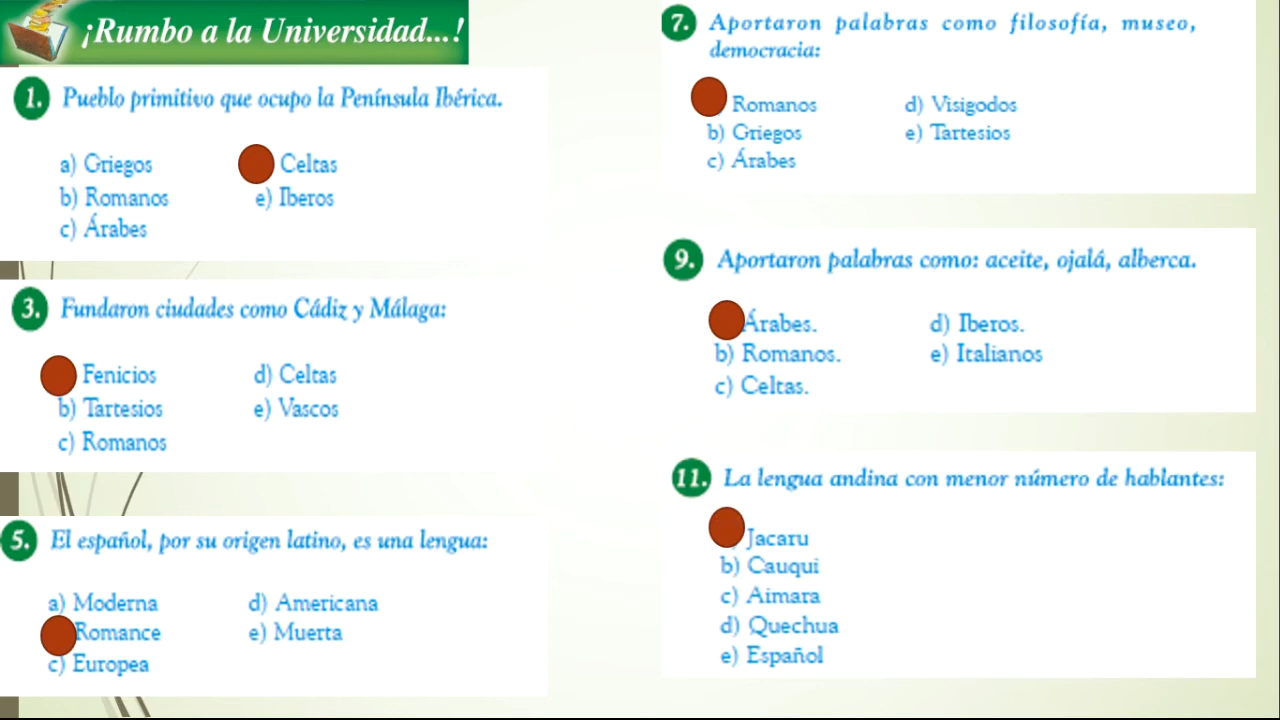 ¡Rumbo a la Universidad...!
1. Pueblo primitivo que ocupo la Península Ibérica.
a) Griegos
Celtas
b) Romanos
e) Iberos
c) Árabes
3. Fundaron ciudades como Cádiz y Málaga:
Fenicios
d) Celtas
b) Tartesios
e) Vascos
c) Romanos
5. El español, por su origen latino, es una lengua:
a) Moderna
d) Americana
Romance
e) Muerta
c) Europea
7. Aportaron palabras como filosofía, museo,
democracia:
Romanos
d) Visigodos
b) Griegos
e) Tartesios
c) Árabes
9. Aportaron palabras como: aceite, ojalá, alberca.
Árabes.
d) Iberos.
b) Romanos.
e) Italianos
c) Celtas.
11. La lengua andina con menor número de hablantes:
Jacaru
b) Cauqui
c) Aimara
d) Quechua
e) Español